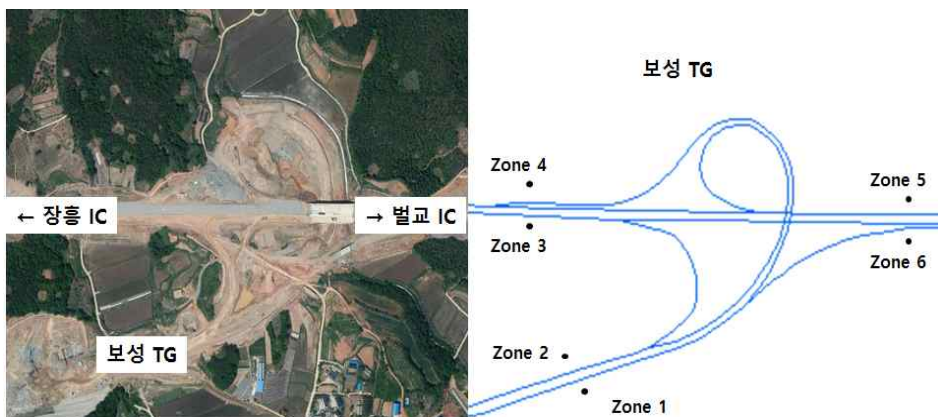 ← 장흥 IC
→ 벌교 IC
보성 TG
보성 TG
Zone 4
Zone 5
Zone 3
Zone 6
Zone 2
Zone 1